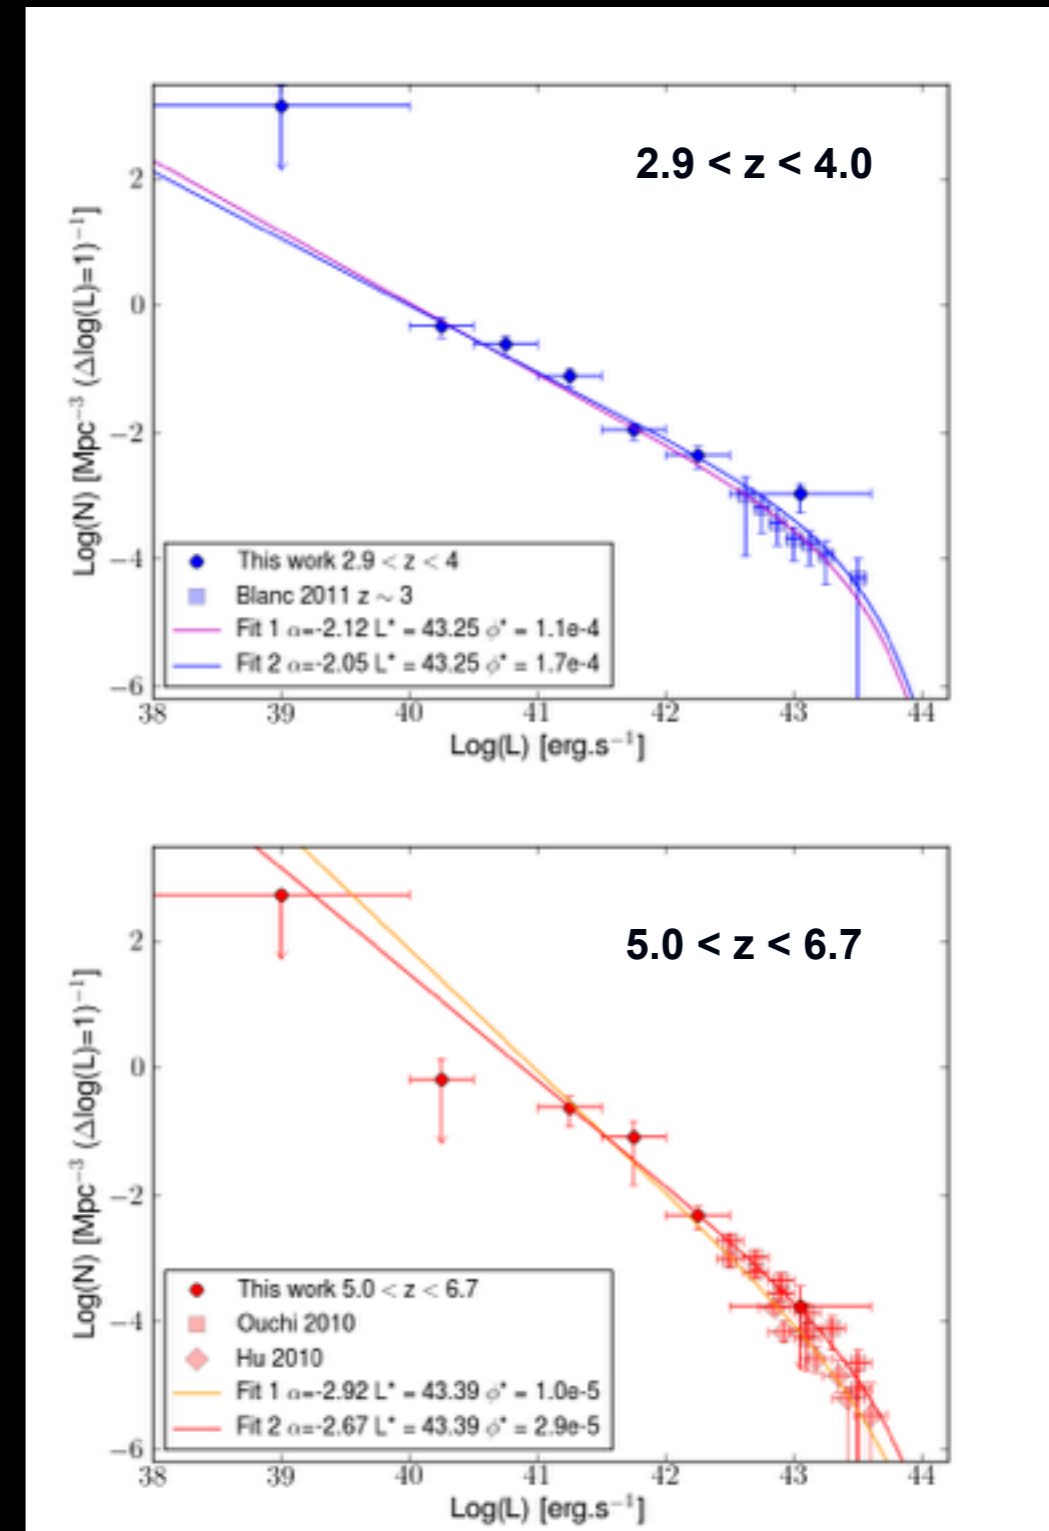 2.9 < z < 4.0
Log(N) [Mpc⁻³ (Δlog(L)=1)⁻¹]
2
0
−2
−4
−6
This work 2.9 < z < 4
Blanc 2011 z ∼ 3
Fit 1 α=-2.12 L* = 43.25 ϕ* = 1.1e-4
Fit 2 α=-2.05 L* = 43.25 ϕ* = 1.7e-4
38 39 40 41 42 43 44
Log(L) [erg.s⁻¹]
5.0 < z < 6.7
Log(N) [Mpc⁻³ (Δlog(L)=1)⁻¹]
2
0
−2
−4
−6
This work 5.0 < z < 6.7
Ouchi 2010
Hu 2010
Fit 1 α=-2.92 L* = 43.39 ϕ* = 1.0e-5
Fit 2 α=-2.67 L* = 43.39 ϕ* = 2.9e-5
38 39 40 41 42 43 44
Log(L) [erg.s⁻¹]